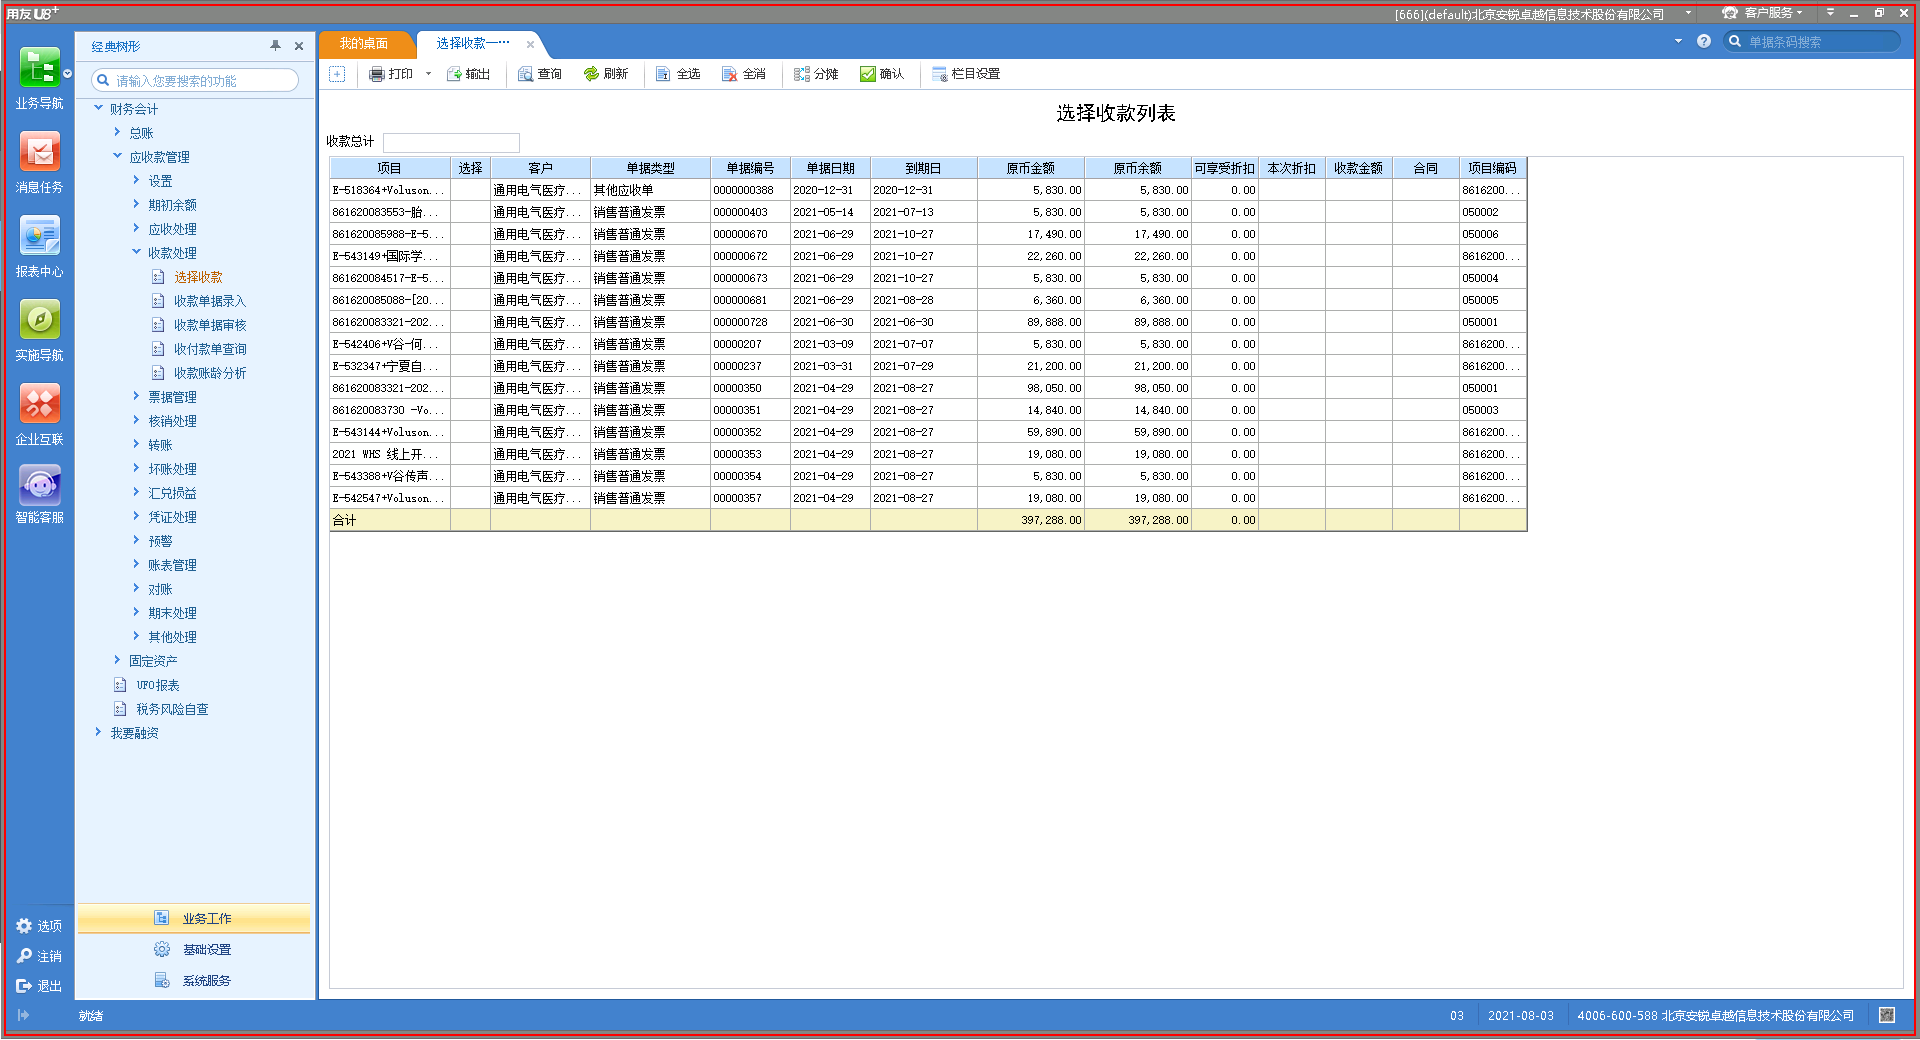 用友U8+
[666](default)北京安锐卓越信息技术股份有限公司 客户服务
经典树形
请输入您要搜索的功能
业务导航
消息任务
报表中心
实施导航
企业互联
智能客服
选项
注销
退出
财务会计
总账
应收款管理
设置
期初余额
应收处理
收款处理
选择收款
收款单据录入
收款单据审核
收付款单查询
收款账龄分析
票据管理
核销处理
转账
坏账处理
汇兑损益
凭证处理
预警
账表管理
对账
期末处理
其他处理
固定资产
UFO报表
税务风险自查
我要融资
业务工作
基础设置
系统服务
我的桌面 选择收款一··· 单据条码搜索
打印 输出 查询 刷新 全选 全消 分摊 确认 栏目设置
选择收款列表
收款总计
项目 选择 客户 单据类型 单据编号 单据日期 到期日 原币金额 原币余额 可享受折扣 本次折扣 收款金额 合同 项目编码
E-518364+Voluson... 通用电气医疗... 其他应收单 0000000388 2020-12-31 2020-12-31 5,830.00 5,830.00 0.00 8616200...
861620083553-胎... 通用电气医疗... 销售普通发票 000000403 2021-05-14 2021-07-13 5,830.00 5,830.00 0.00 050002
861620085988-E-5... 通用电气医疗... 销售普通发票 000000670 2021-06-29 2021-10-27 17,490.00 17,490.00 0.00 050006
E-543149+国际学... 通用电气医疗... 销售普通发票 000000672 2021-06-29 2021-10-27 22,260.00 22,260.00 0.00 8616200...
861620084517-E-5... 通用电气医疗... 销售普通发票 000000673 2021-06-29 2021-10-27 5,830.00 5,830.00 0.00 050004
861620085088-[20... 通用电气医疗... 销售普通发票 000000681 2021-06-29 2021-08-28 6,360.00 6,360.00 0.00 050005
861620083321-202... 通用电气医疗... 销售普通发票 000000728 2021-06-30 2021-06-30 89,888.00 89,888.00 0.00 050001
E-542406+V谷-何... 通用电气医疗... 销售普通发票 00000207 2021-03-09 2021-07-07 5,830.00 5,830.00 0.00 8616200...
E-532347+宁夏自... 通用电气医疗... 销售普通发票 00000237 2021-03-31 2021-07-29 21,200.00 21,200.00 0.00 8616200...
861620083321-202... 通用电气医疗... 销售普通发票 00000350 2021-04-29 2021-08-27 98,050.00 98,050.00 0.00 050001
861620083730 -Vo... 通用电气医疗... 销售普通发票 00000351 2021-04-29 2021-08-27 14,840.00 14,840.00 0.00 050003
E-543144+Voluson... 通用电气医疗... 销售普通发票 00000352 2021-04-29 2021-08-27 59,890.00 59,890.00 0.00 8616200...
2021 WHS 线上开... 通用电气医疗... 销售普通发票 00000353 2021-04-29 2021-08-27 19,080.00 19,080.00 0.00 8616200...
E-543388+V谷传声... 通用电气医疗... 销售普通发票 00000354 2021-04-29 2021-08-27 5,830.00 5,830.00 0.00 8616200...
E-542547+Voluson... 通用电气医疗... 销售普通发票 00000357 2021-04-29 2021-08-27 19,080.00 19,080.00 0.00 8616200...
合计 397,288.00 397,288.00 0.00
就绪 03 2021-08-03 4006-600-588 北京安锐卓越信息技术股份有限公司